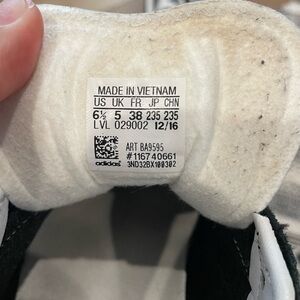 MADE IN VIETNAM
US UK FR JP CHN
6½ 5 38 235 235
LVL 029002 12/16
ART BA9595
#116740661
adidas 3ND32BX100302